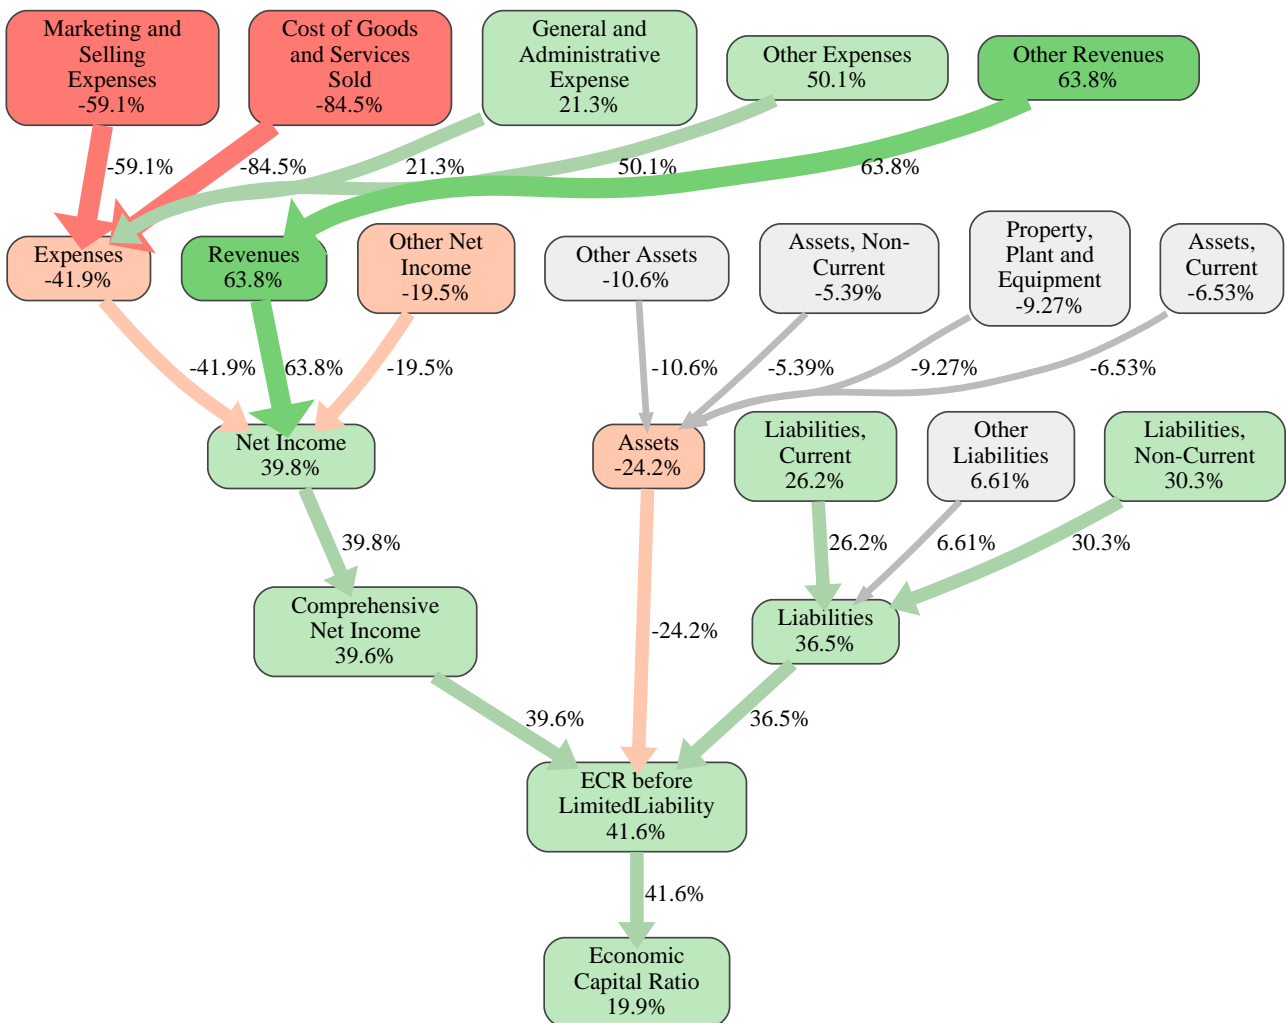 Marketing and
Selling
Expenses
-59.1%
Cost of Goods
and Services
Sold
-84.5%
General and
Administrative
Expense
21.3%
Other Expenses
50.1%
Other Revenues
63.8%
-59.1%
-84.5%
21.3%
50.1%
63.8%
Expenses
-41.9%
Revenues
63.8%
Other Net
Income
-19.5%
Other Assets
-10.6%
Assets, Non-
Current
-5.39%
Property,
Plant and
Equipment
-9.27%
Assets,
Current
-6.53%
-41.9%
63.8%
-19.5%
-10.6%
-5.39%
-9.27%
-6.53%
Net Income
39.8%
Assets
-24.2%
Liabilities,
Current
26.2%
Other
Liabilities
6.61%
Liabilities,
Non-Current
30.3%
39.8%
26.2%
6.61%
30.3%
Comprehensive
Net Income
39.6%
-24.2%
Liabilities
36.5%
39.6%
36.5%
ECR before
LimitedLiability
41.6%
41.6%
Economic
Capital Ratio
19.9%